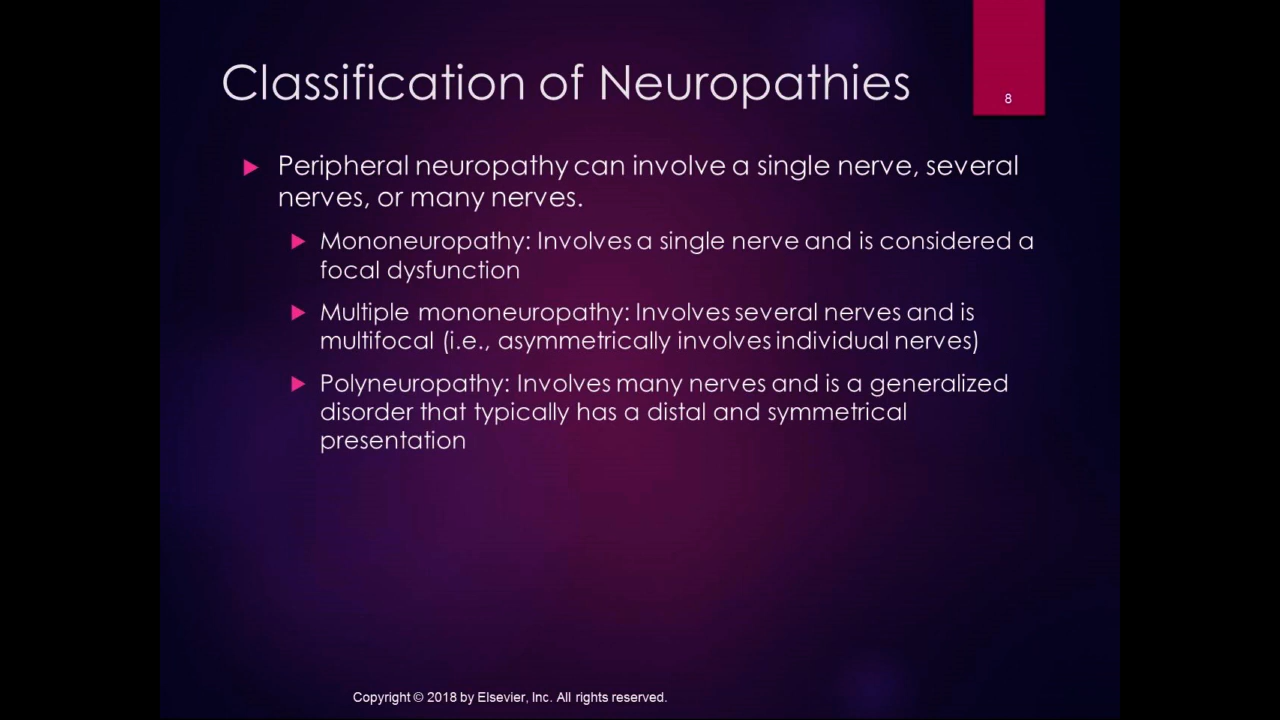 Classification of Neuropathies
8
Peripheral neuropathy can involve a single nerve, several
nerves, or many nerves.
Mononeuropathy: Involves a single nerve and is considered a
focal dysfunction
Multiple mononeuropathy: Involves several nerves and is
multifocal (i.e., asymmetrically involves individual nerves)
Polyneuropathy: Involves many nerves and is a generalized
disorder that typically has a distal and symmetrical
presentation
Copyright © 2018 by Elsevier, Inc. All rights reserved.